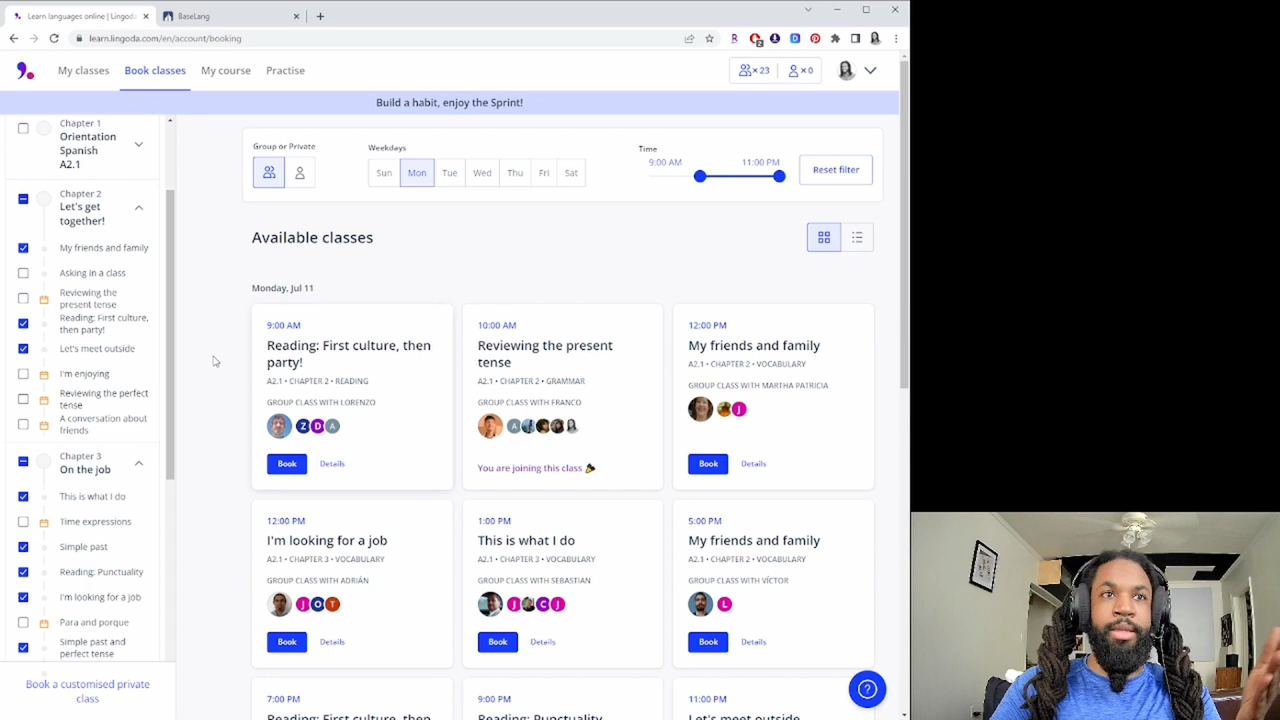 Learn languages online | Lingoda
BaseLang
learn.lingoda.com/en/account/booking
My classes
Book classes
My course
Practise
×23
×0
Build a habit, enjoy the Sprint!
Chapter 1
Orientation
Spanish
A2.1
Chapter 2
Let's get
together!
My friends and family
Asking in a class
Reviewing the
present tense
Reading: First culture,
then party!
Let's meet outside
I'm enjoying
Reviewing the perfect
tense
A conversation about
friends
Chapter 3
On the job
This is what I do
Time expressions
Simple past
Reading: Punctuality
I'm looking for a job
Para and porque
Simple past and
perfect tense
Book a customised private
class
Group or Private
Weekdays
Sun
Mon
Tue
Wed
Thu
Fri
Sat
Time
9:00 AM
11:00 PM
Reset filter
Available classes
Monday, Jul 11
9:00 AM
Reading: First culture, then
party!
A2.1 • CHAPTER 2 • READING
GROUP CLASS WITH LORENZO
Z
D
A
Book
Details
10:00 AM
Reviewing the present
tense
A2.1 • CHAPTER 2 • GRAMMAR
GROUP CLASS WITH FRANCO
A
You are joining this class
12:00 PM
My friends and family
A2.1 • CHAPTER 2 • VOCABULARY
GROUP CLASS WITH MARTHA PATRICIA
J
Book
Details
12:00 PM
I'm looking for a job
A2.1 • CHAPTER 3 • VOCABULARY
GROUP CLASS WITH ADRIÁN
J
O
T
Book
Details
1:00 PM
This is what I do
A2.1 • CHAPTER 3 • VOCABULARY
GROUP CLASS WITH SEBASTIAN
J
C
J
Book
Details
5:00 PM
My friends and family
A2.1 • CHAPTER 2 • VOCABULARY
GROUP CLASS WITH VÍCTOR
L
Book
Details
7:00 PM
Reading: First culture, then
9:00 PM
Reading: Punctuality
11:00 PM
Let's meet outside